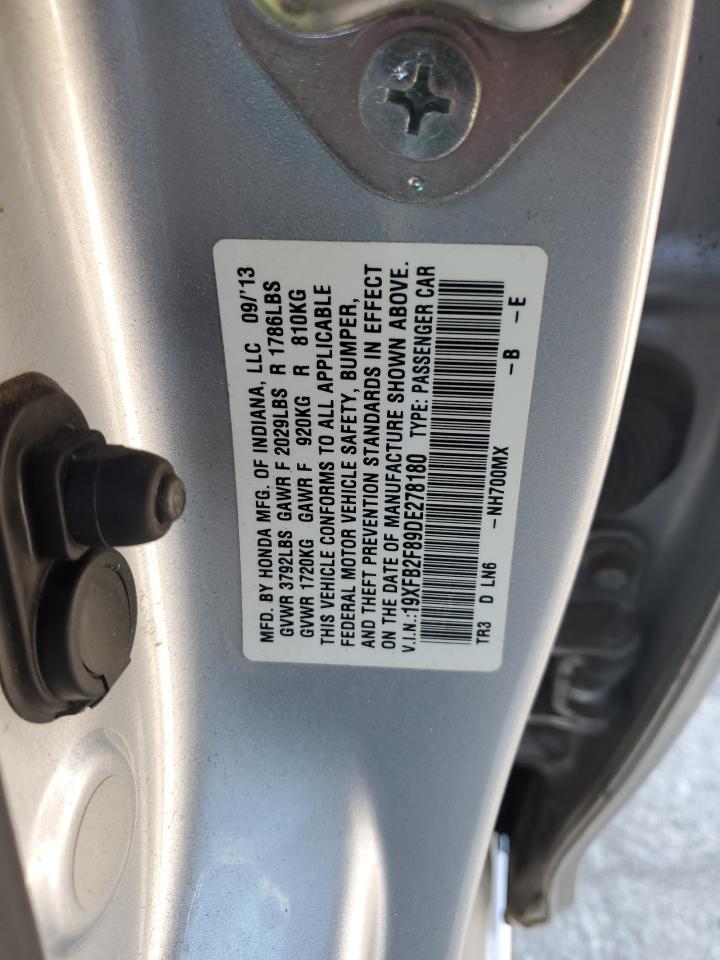 MFD. BY HONDA MFG. OF INDIANA, LLC 09/'13
GVWR 3792LBS GAWR F 2029LBS R 1786LBS
GVWR 1720KG GAWR F 920KG R 810KG
THIS VEHICLE CONFORMS TO ALL APPLICABLE
FEDERAL MOTOR VEHICLE SAFETY, BUMPER,
AND THEFT PREVENTION STANDARDS IN EFFECT
ON THE DATE OF MANUFACTURE SHOWN ABOVE.
V.I.N.:19XFB2F89DE278180 TYPE: PASSENGER CAR
TR3 D LN6 -NH700MX -B -E